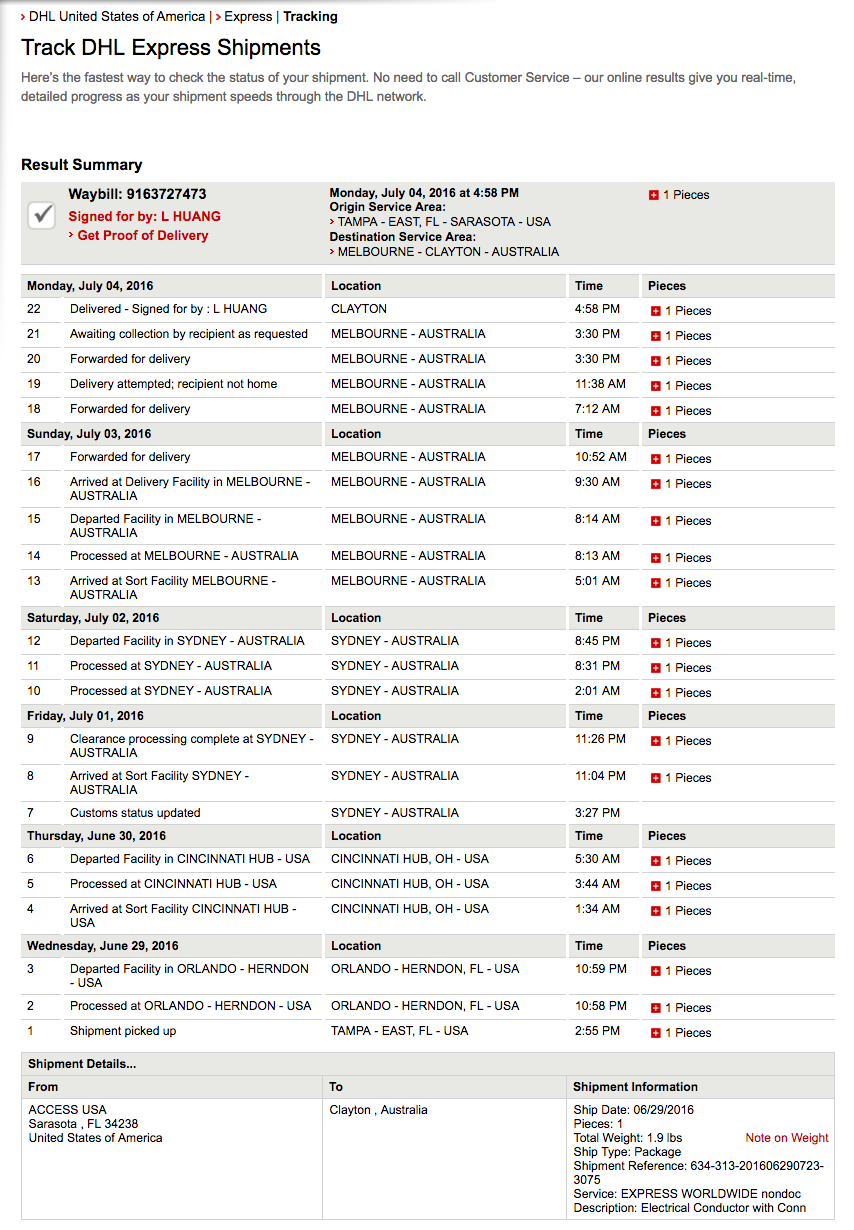 › DHL United States of America | › Express | Tracking
Track DHL Express Shipments
Here's the fastest way to check the status of your shipment. No need to call Customer Service – our online results give you real-time,
detailed progress as your shipment speeds through the DHL network.
Result Summary
Waybill: 9163727473
Signed for by: L HUANG
› Get Proof of Delivery
Monday, July 04, 2016 at 4:58 PM
Origin Service Area:
› TAMPA - EAST, FL - SARASOTA - USA
Destination Service Area:
› MELBOURNE - CLAYTON - AUSTRALIA
1 Pieces
Monday, July 04, 2016 Location Time Pieces
22 Delivered - Signed for by : L HUANG CLAYTON 4:58 PM 1 Pieces
21 Awaiting collection by recipient as requested MELBOURNE - AUSTRALIA 3:30 PM 1 Pieces
20 Forwarded for delivery MELBOURNE - AUSTRALIA 3:30 PM 1 Pieces
19 Delivery attempted; recipient not home MELBOURNE - AUSTRALIA 11:38 AM 1 Pieces
18 Forwarded for delivery MELBOURNE - AUSTRALIA 7:12 AM 1 Pieces
Sunday, July 03, 2016 Location Time Pieces
17 Forwarded for delivery MELBOURNE - AUSTRALIA 10:52 AM 1 Pieces
16 Arrived at Delivery Facility in MELBOURNE - MELBOURNE - AUSTRALIA 9:30 AM 1 Pieces
AUSTRALIA
15 Departed Facility in MELBOURNE - MELBOURNE - AUSTRALIA 8:14 AM 1 Pieces
AUSTRALIA
14 Processed at MELBOURNE - AUSTRALIA MELBOURNE - AUSTRALIA 8:13 AM 1 Pieces
13 Arrived at Sort Facility MELBOURNE - MELBOURNE - AUSTRALIA 5:01 AM 1 Pieces
AUSTRALIA
Saturday, July 02, 2016 Location Time Pieces
12 Departed Facility in SYDNEY - AUSTRALIA SYDNEY - AUSTRALIA 8:45 PM 1 Pieces
11 Processed at SYDNEY - AUSTRALIA SYDNEY - AUSTRALIA 8:31 PM 1 Pieces
10 Processed at SYDNEY - AUSTRALIA SYDNEY - AUSTRALIA 2:01 AM 1 Pieces
Friday, July 01, 2016 Location Time Pieces
9 Clearance processing complete at SYDNEY - SYDNEY - AUSTRALIA 11:26 PM 1 Pieces
AUSTRALIA
8 Arrived at Sort Facility SYDNEY - SYDNEY - AUSTRALIA 11:04 PM 1 Pieces
AUSTRALIA
7 Customs status updated SYDNEY - AUSTRALIA 3:27 PM
Thursday, June 30, 2016 Location Time Pieces
6 Departed Facility in CINCINNATI HUB - USA CINCINNATI HUB, OH - USA 5:30 AM 1 Pieces
5 Processed at CINCINNATI HUB - USA CINCINNATI HUB, OH - USA 3:44 AM 1 Pieces
4 Arrived at Sort Facility CINCINNATI HUB - CINCINNATI HUB, OH - USA 1:34 AM 1 Pieces
USA
Wednesday, June 29, 2016 Location Time Pieces
3 Departed Facility in ORLANDO - HERNDON ORLANDO - HERNDON, FL - USA 10:59 PM 1 Pieces
- USA
2 Processed at ORLANDO - HERNDON - USA ORLANDO - HERNDON, FL - USA 10:58 PM 1 Pieces
1 Shipment picked up TAMPA - EAST, FL - USA 2:55 PM 1 Pieces
Shipment Details...
From To Shipment Information
ACCESS USA
Sarasota , FL 34238
United States of America
Clayton , Australia
Ship Date: 06/29/2016
Pieces: 1
Total Weight: 1.9 lbs Note on Weight
Ship Type: Package
Shipment Reference: 634-313-201606290723-
3075
Service: EXPRESS WORLDWIDE nondoc
Description: Electrical Conductor with Conn